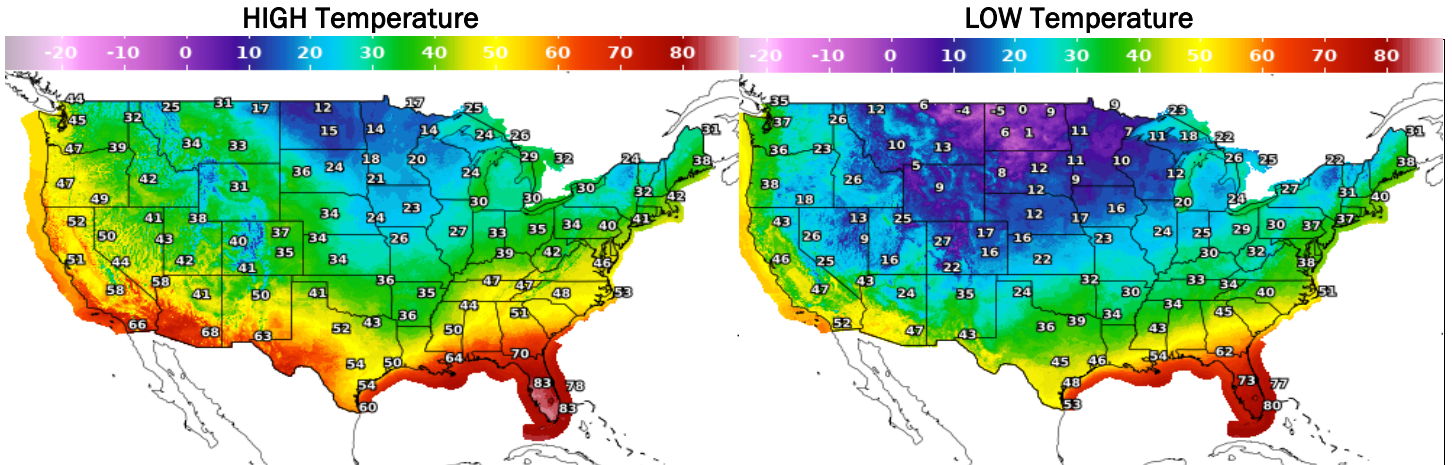 HIGH Temperature
-20 -10 0 10 20 30 40 50 60 70 80
44 25 31 17 12 17 25
45 32 15 14 14 24 26 31
47 39 34 33 18 20 29 32 24 38
36 24 24
47 42 31 21 30 32 42
49 34 23 30 30
52 41 38 24 34 40 41
50 43 40 37 34 26 27 33 35
51 44 42 41 35 34 39 42 46
58 58 41 50 41 36 35 47 47 48 53
66 68 63 52 43 36 44 50 51
54 50 64 70
54 60 83 78 83
LOW Temperature
-20 -10 0 10 20 30 40 50 60 70 80
35 12 6 -4 -5 0 9 9 23
37 26 6 1 11 7 11 18 22 31
36 23 10 13 11 10 26 25 22 38
5 8 12 12
38 26 9 12 9 27 31 40
18 16 20 24
43 13 25 12 17 30 37 37
26 9 27 17 16 23 24 25 29
46 25 16 22 16 22 30 32 38
47 43 24 35 24 32 30 33 34 40 51
52 47 43 36 39 34 34 43 45
45 46 54 62
48 53 73 77 80